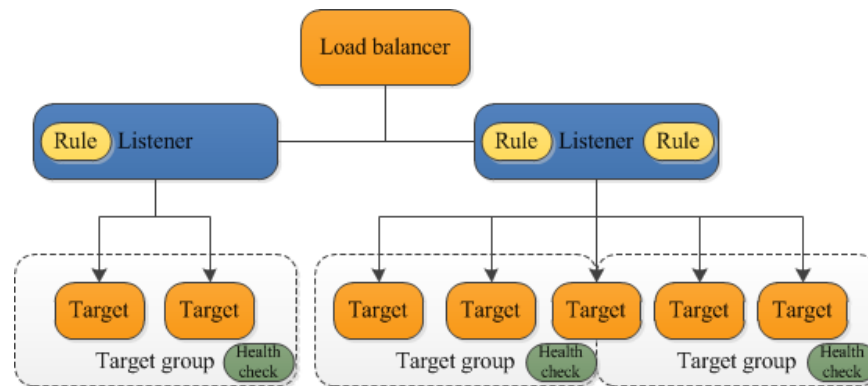 Load balancer
Rule Listener
Rule Listener Rule
Target Target
Target Target Target Target Target
Target group Health check
Target group Health check
Target group Health check